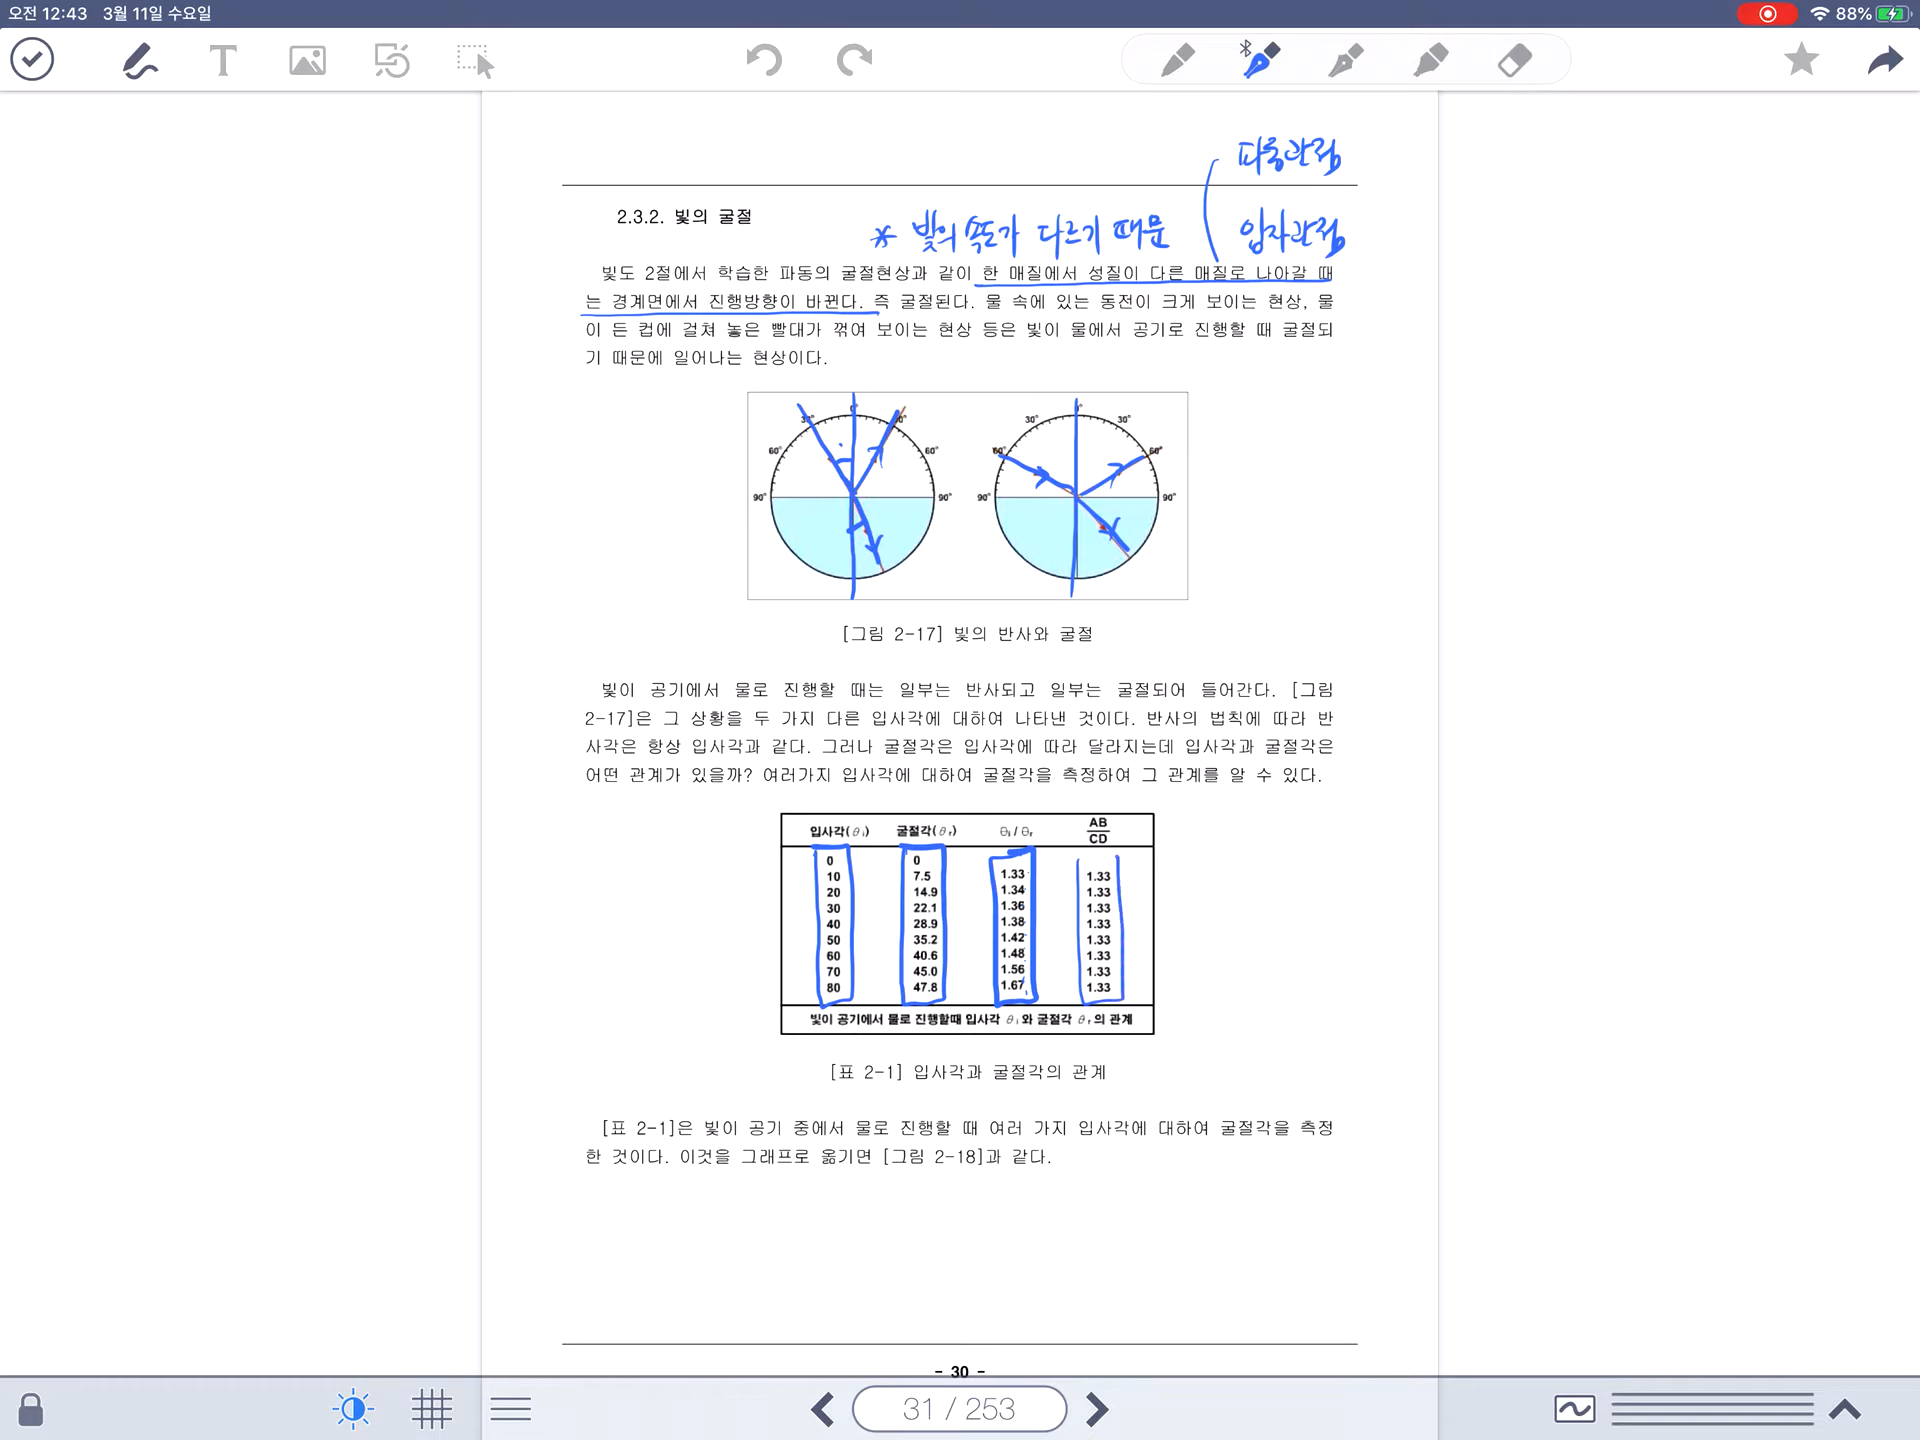 오전 12:43 3월 11일 수요일
88%
파동관점
2.3.2. 빛의 굴절
* 빛의 속도가 다르기 때문
입자관점
빛도 2절에서 학습한 파동의 굴절현상과 같이 한 매질에서 성질이 다른 매질로 나아갈 때
는 경계면에서 진행방향이 바뀐다. 즉 굴절된다. 물 속에 있는 동전이 크게 보이는 현상, 물
이 든 컵에 걸쳐 놓은 빨대가 꺾여 보이는 현상 등은 빛이 물에서 공기로 진행할 때 굴절되
기 때문에 일어나는 현상이다.
30° 30°
60° 60° 60° 60°
90° 90° 90° 90°
[그림 2-17] 빛의 반사와 굴절
빛이 공기에서 물로 진행할 때는 일부는 반사되고 일부는 굴절되어 들어간다. [그림
2-17]은 그 상황을 두 가지 다른 입사각에 대하여 나타낸 것이다. 반사의 법칙에 따라 반
사각은 항상 입사각과 같다. 그러나 굴절각은 입사각에 따라 달라지는데 입사각과 굴절각은
어떤 관계가 있을까? 여러가지 입사각에 대하여 굴절각을 측정하여 그 관계를 알 수 있다.
입사각(θi) 굴절각(θr) θi / θr AB/CD
0 0
10 7.5 1.33 1.33
20 14.9 1.34 1.33
30 22.1 1.36 1.33
40 28.9 1.38 1.33
50 35.2 1.42 1.33
60 40.6 1.48 1.33
70 45.0 1.56 1.33
80 47.8 1.67 1.33
빛이 공기에서 물로 진행할때 입사각 θi와 굴절각 θr의 관계
[표 2-1] 입사각과 굴절각의 관계
[표 2-1]은 빛이 공기 중에서 물로 진행할 때 여러 가지 입사각에 대하여 굴절각을 측정
한 것이다. 이것을 그래프로 옮기면 [그림 2-18]과 같다.
- 30 -
31 / 253